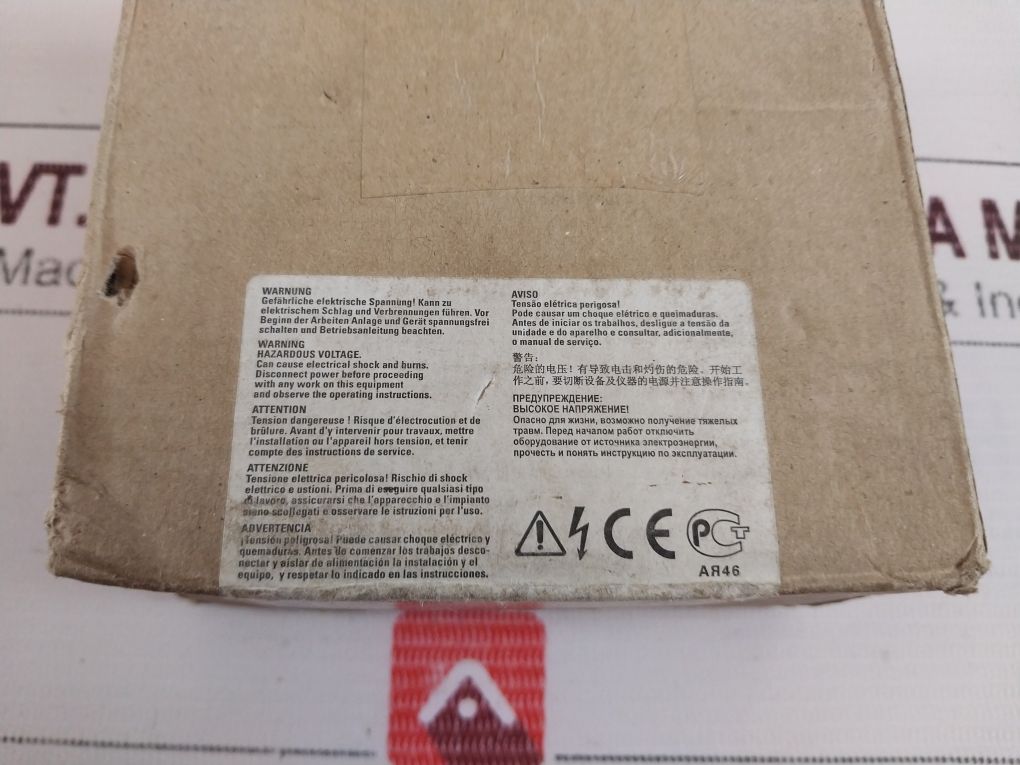 VT.
Mac
A M
& In
WARNUNG
Gefährliche elektrische Spannung! Kann zu
elektrischem Schlag und Verbrennungen führen. Vor
Beginn der Arbeiten Anlage und Gerät spannungsfrei
schalten und Betriebsanleitung beachten.
WARNING
HAZARDOUS VOLTAGE.
Can cause electrical shock and burns.
Disconnect power before proceeding
with any work on this equipment
and observe the operating instructions.
ATTENTION
Tension dangereuse ! Risque d'électrocution et de
brûlure. Avant d'y intervenir pour travaux, mettre
l'installation ou l'appareil hors tension, et tenir
compte des instructions de service.
ATTENZIONE
Tensione elettrica pericolosa! Rischio di shock
elettrico e ustioni. Prima di eseguire qualsiasi tipo
di lavoro, assicurarsi che l'apparecchio e l'impianto
siano scollegati e osservare le istruzioni per l'uso.
ADVERTENCIA
¡Tensión peligrosa! Puede causar choque eléctrico y
quemaduras. Antes de comenzar los trabajos desco-
nectar y aislar de alimentación la instalación y el
equipo, y respetar lo indicado en las instrucciones.
AVISO
Tensão elétrica perigosa!
Pode causar um choque elétrico e queimaduras.
Antes de iniciar os trabalhos, desligue a tensão da
unidade e do aparelho e consultar, adicionalmente,
o manual de serviço.
警告:
危险的电压! 有导致电击和灼伤的危险。开始工
作之前, 要切断设备及仪器的电源并注意操作指南。
ПРЕДУПРЕЖДЕНИЕ:
ВЫСОКОЕ НАПРЯЖЕНИЕ!
Опасно для жизни, возможно получение тяжелых
травм. Перед началом работ отключить
оборудование от источника электроэнергии,
прочесть и понять инструкцию по эксплуатации.
CE
РСТ
АЯ46